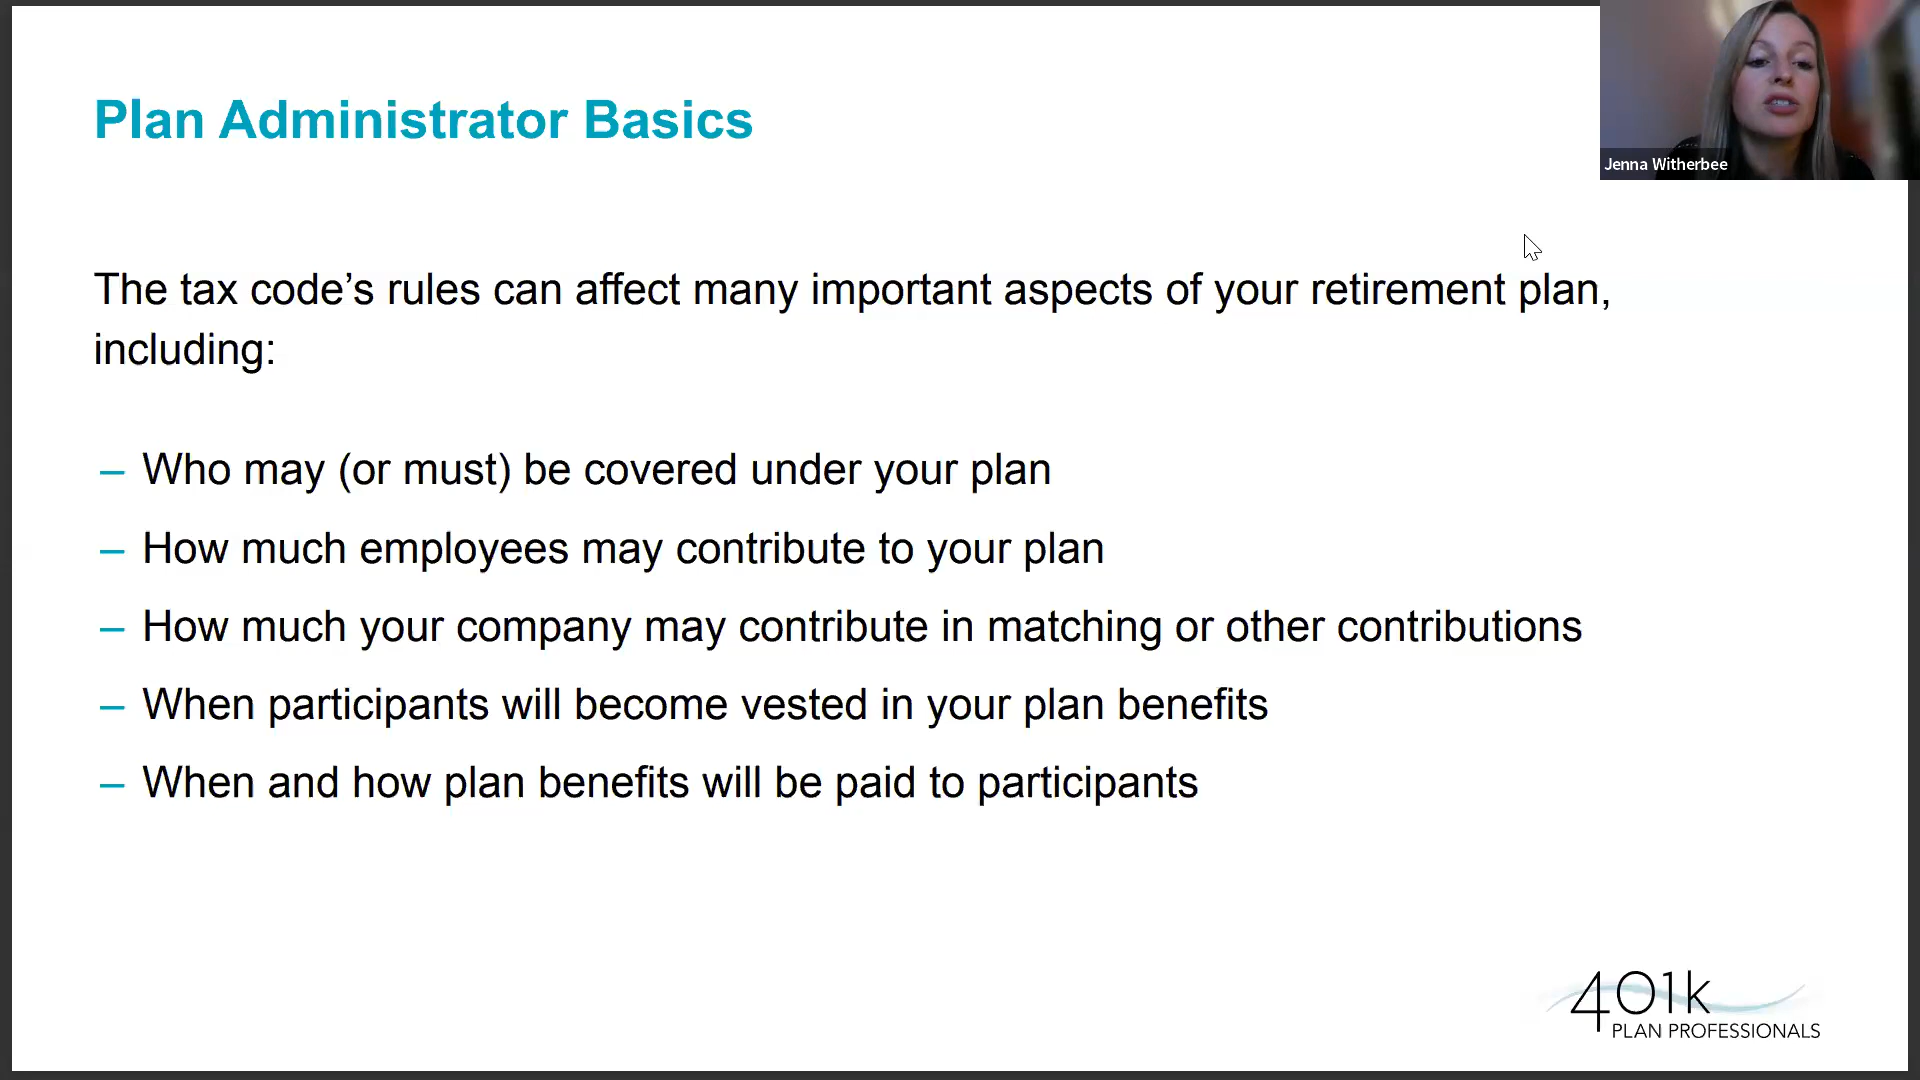 Plan Administrator Basics
Jenna Witherbee
The tax code’s rules can affect many important aspects of your retirement plan,
including:
– Who may (or must) be covered under your plan
– How much employees may contribute to your plan
– How much your company may contribute in matching or other contributions
– When participants will become vested in your plan benefits
– When and how plan benefits will be paid to participants
401k
PLAN PROFESSIONALS